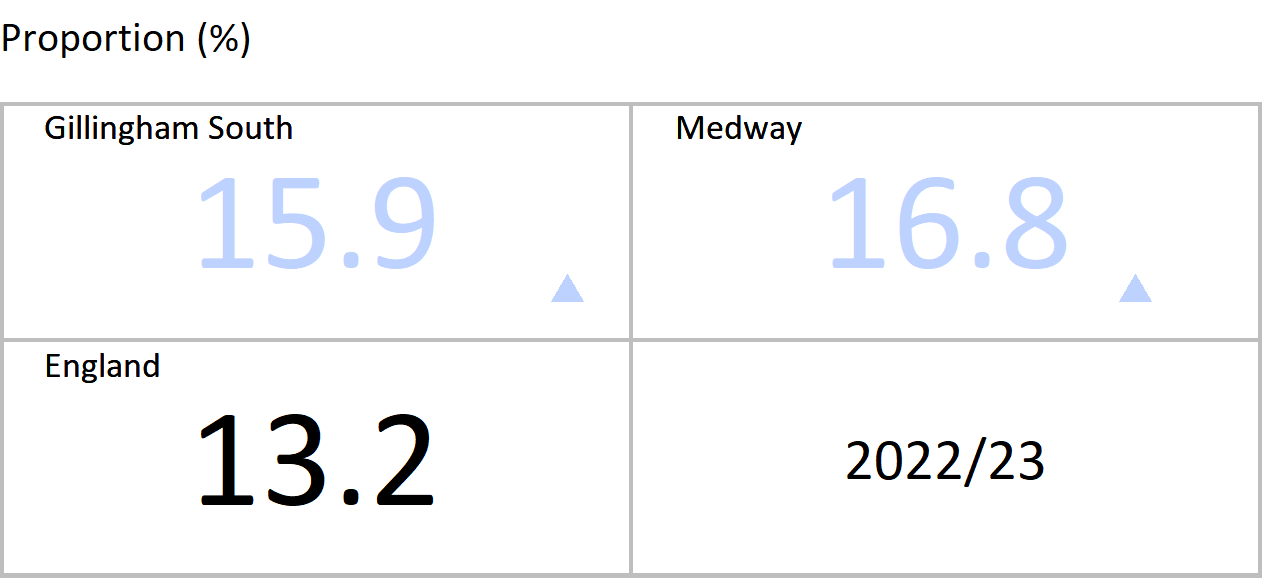 Proportion (%)
Gillingham South
15.9
Medway
16.8
England
13.2
2022/23